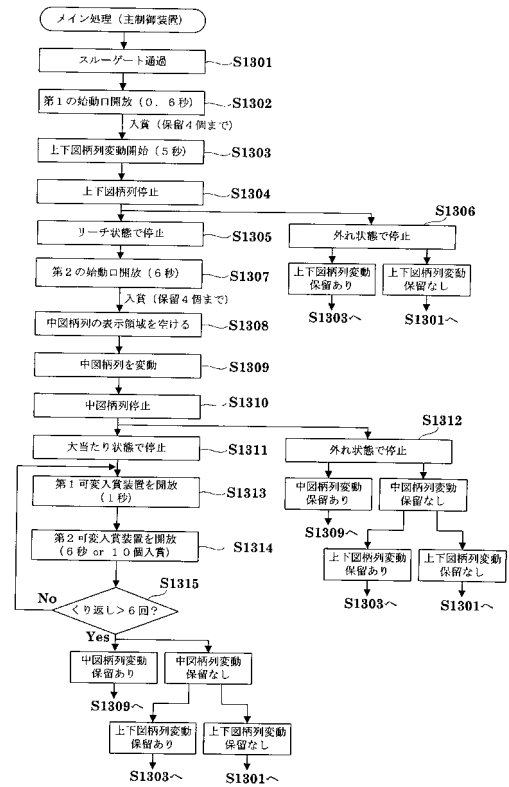 メイン処理（主制御装置）
スルーゲート通過
S1301
第１の始動口開放（０．６秒）
S1302
入賞（保留４個まで）
上下図柄列変動開始（５秒）
S1303
上下図柄列停止
S1304
リーチ状態で停止
S1305
外れ状態で停止
S1306
上下図柄列変動
保留あり
S1303へ
上下図柄列変動
保留なし
S1301へ
第２の始動口開放（６秒）
S1307
入賞（保留４個まで）
中図柄列の表示領域を空ける
S1308
中図柄列を変動
S1309
中図柄列停止
S1310
大当たり状態で停止
S1311
外れ状態で停止
S1312
中図柄列変動
保留あり
S1309へ
中図柄列変動
保留なし
上下図柄列変動
保留あり
S1303へ
上下図柄列変動
保留なし
S1301へ
第１可変入賞装置を開放
（１秒）
S1313
第２可変入賞装置を開放
（６秒 or １０個入賞）
S1314
くり返し＞６回？
S1315
No
Yes
中図柄列変動
保留あり
S1309へ
中図柄列変動
保留なし
上下図柄列変動
保留あり
S1303へ
上下図柄列変動
保留なし
S1301へ